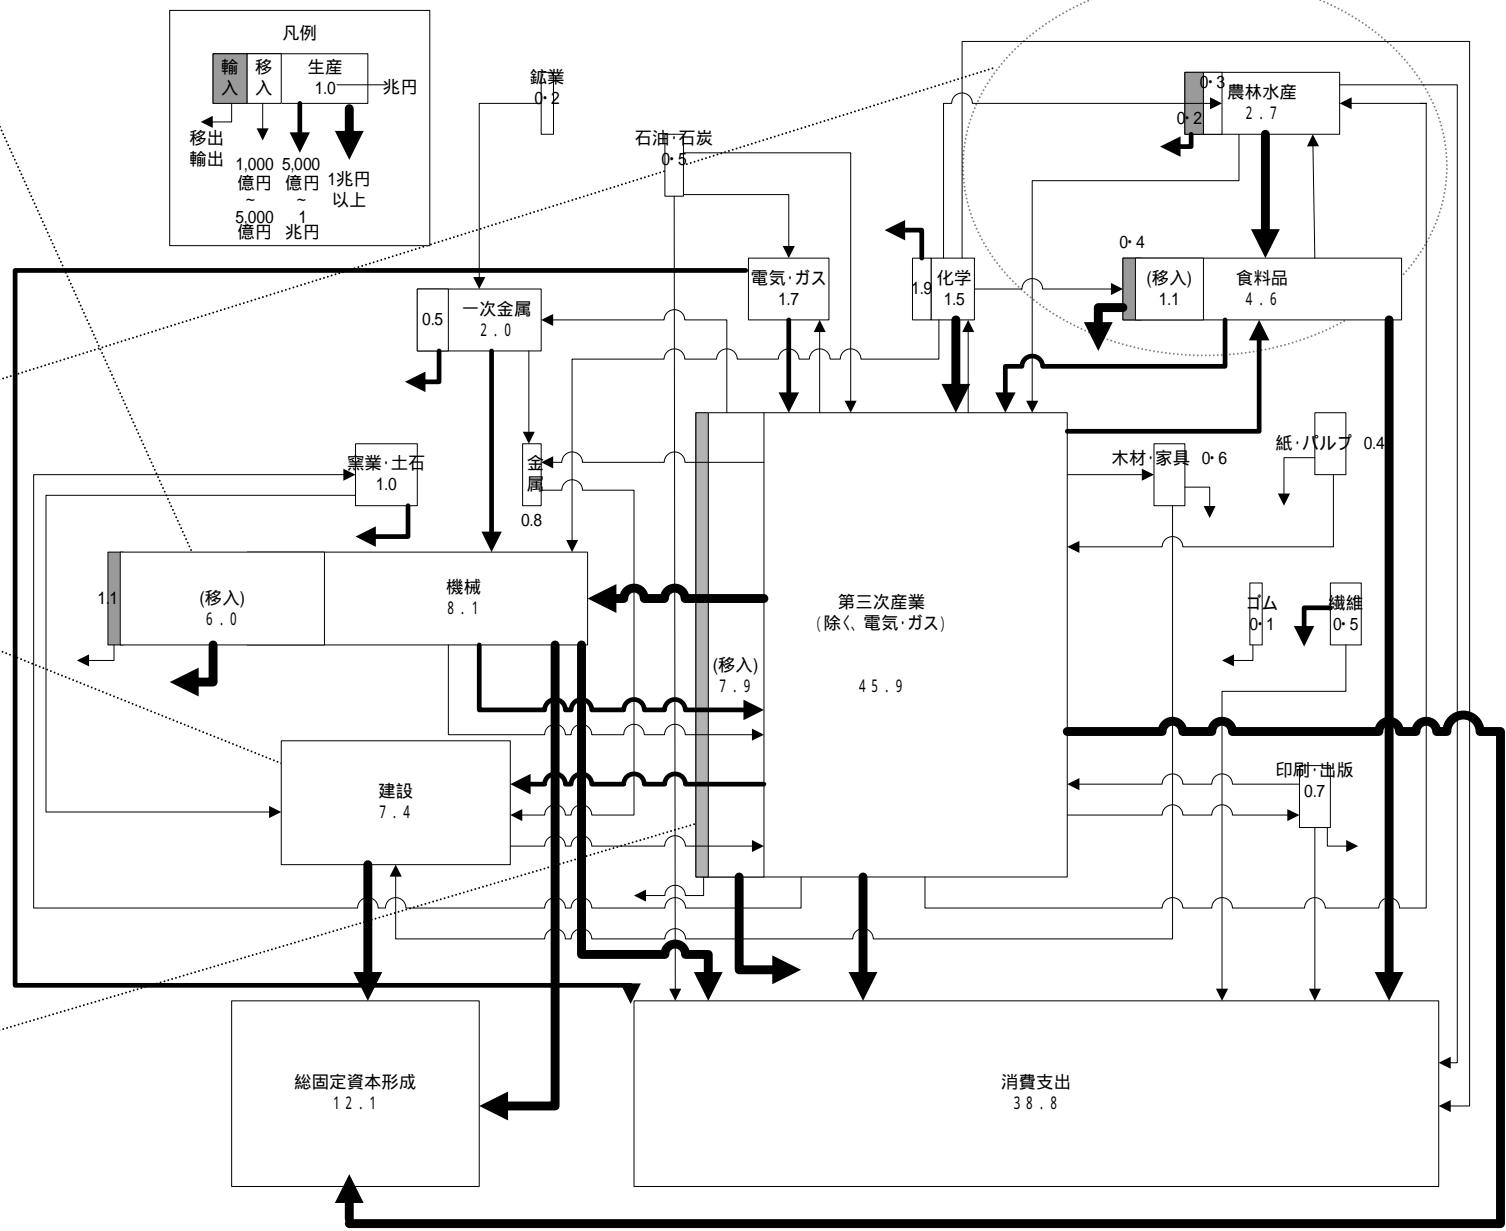 凡例
輸入
移入
生産
1.0
兆円
移出
輸出
1,000
億円
~
5,000
億円
5,000
億円
~
1
兆円
1兆円
以上
鉱業
0・2
石油・石炭
0・5
0・3
農林水産
2.7
0・2
電気・ガス
1.7
1.9
化学
1.5
0・4
(移入)
1.1
食料品
4.6
0.5
一次金属
2.0
窯業・土石
1.0
金属
0.8
木材・家具 0・6
紙・パルプ 0.4
1.1
(移入)
6.0
機械
8.1
第三次産業
(除く、電気・ガス)
(移入)
7.9
45.9
ゴム
0・1
繊維
0・5
建設
7.4
印刷・出版
0.7
総固定資本形成
12.1
消費支出
38.8